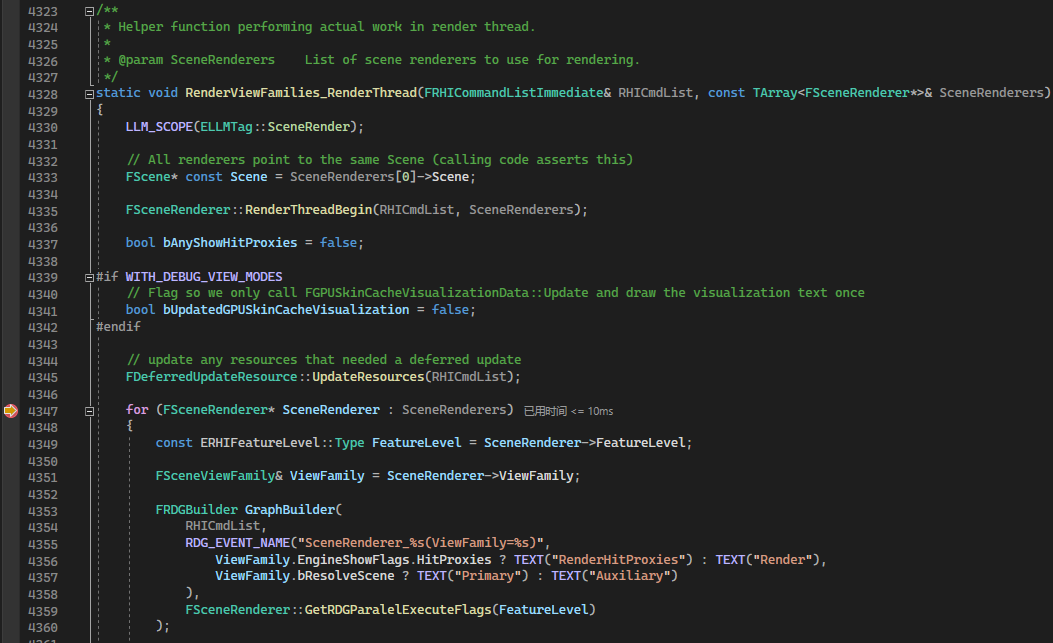 4323 /**
4324 * Helper function performing actual work in render thread.
4325 *
4326 * @param SceneRenderers    List of scene renderers to use for rendering.
4327 */
4328 static void RenderViewFamilies_RenderThread(FRHICommandListImmediate& RHICmdList, const TArray<FSceneRenderer*>& SceneRenderers)
4329 {
4330     LLM_SCOPE(ELLMTag::SceneRender);
4331
4332     // All renderers point to the same Scene (calling code asserts this)
4333     FScene* const Scene = SceneRenderers[0]->Scene;
4334
4335     FSceneRenderer::RenderThreadBegin(RHICmdList, SceneRenderers);
4336
4337     bool bAnyShowHitProxies = false;
4338
4339 #if WITH_DEBUG_VIEW_MODES
4340     // Flag so we only call FGPUSkinCacheVisualizationData::Update and draw the visualization text once
4341     bool bUpdatedGPUSkinCacheVisualization = false;
4342 #endif
4343
4344     // update any resources that needed a deferred update
4345     FDeferredUpdateResource::UpdateResources(RHICmdList);
4346
4347     for (FSceneRenderer* SceneRenderer : SceneRenderers) 已用时间 <= 10ms
4348     {
4349         const ERHIFeatureLevel::Type FeatureLevel = SceneRenderer->FeatureLevel;
4350
4351         FSceneViewFamily& ViewFamily = SceneRenderer->ViewFamily;
4352
4353         FRDGBuilder GraphBuilder(
4354             RHICmdList,
4355             RDG_EVENT_NAME("SceneRenderer_%s(ViewFamily=%s)",
4356                 ViewFamily.EngineShowFlags.HitProxies ? TEXT("RenderHitProxies") : TEXT("Render"),
4357                 ViewFamily.bResolveScene ? TEXT("Primary") : TEXT("Auxiliary")
4358             ),
4359             FSceneRenderer::GetRDGParalelExecuteFlags(FeatureLevel)
4360         );